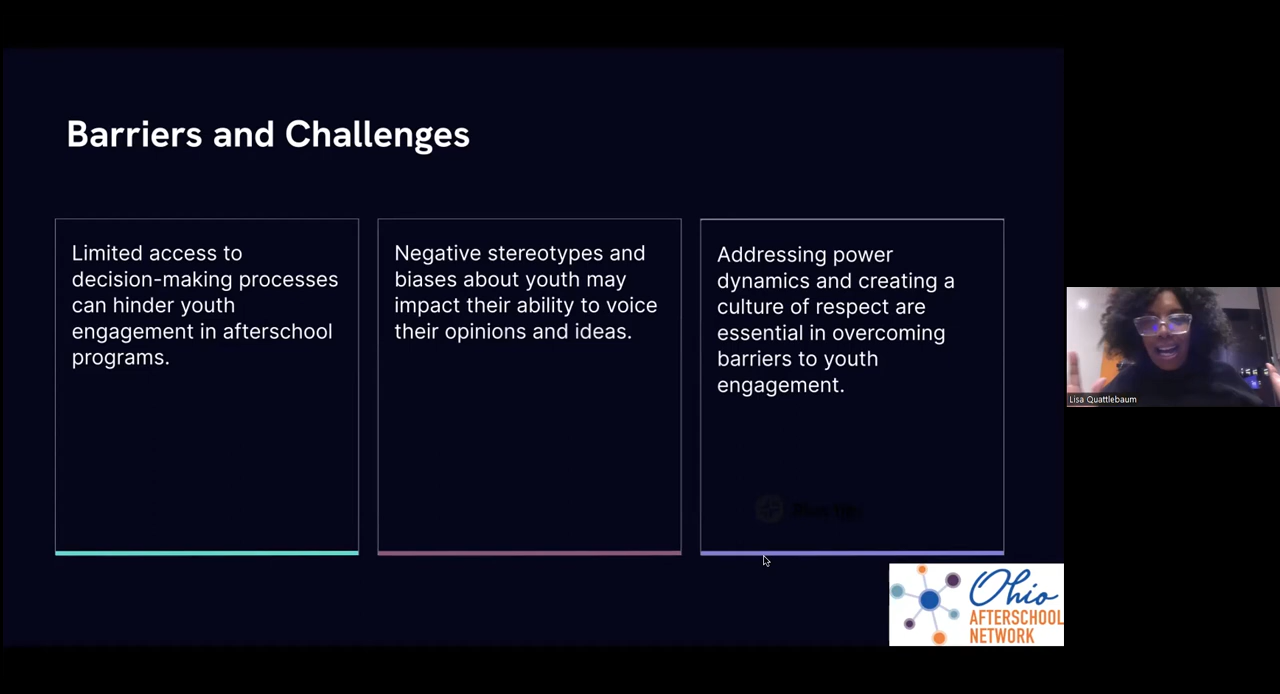 Barriers and Challenges
Limited access to
decision-making processes
can hinder youth
engagement in afterschool
programs.
Negative stereotypes and
biases about youth may
impact their ability to voice
their opinions and ideas.
Addressing power
dynamics and creating a
culture of respect are
essential in overcoming
barriers to youth
engagement.
Lisa Quattlebaum
Ohio
AFTERSCHOOL
NETWORK